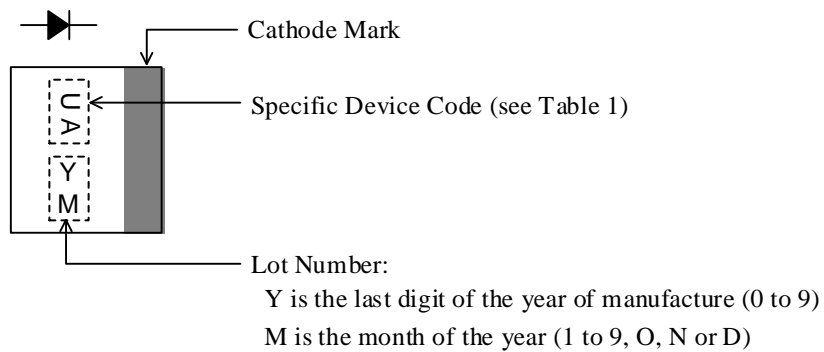 Cathode Mark
U
A
Specific Device Code (see Table 1)
Y
M
Lot Number:
Y is the last digit of the year of manufacture (0 to 9)
M is the month of the year (1 to 9, O, N or D)